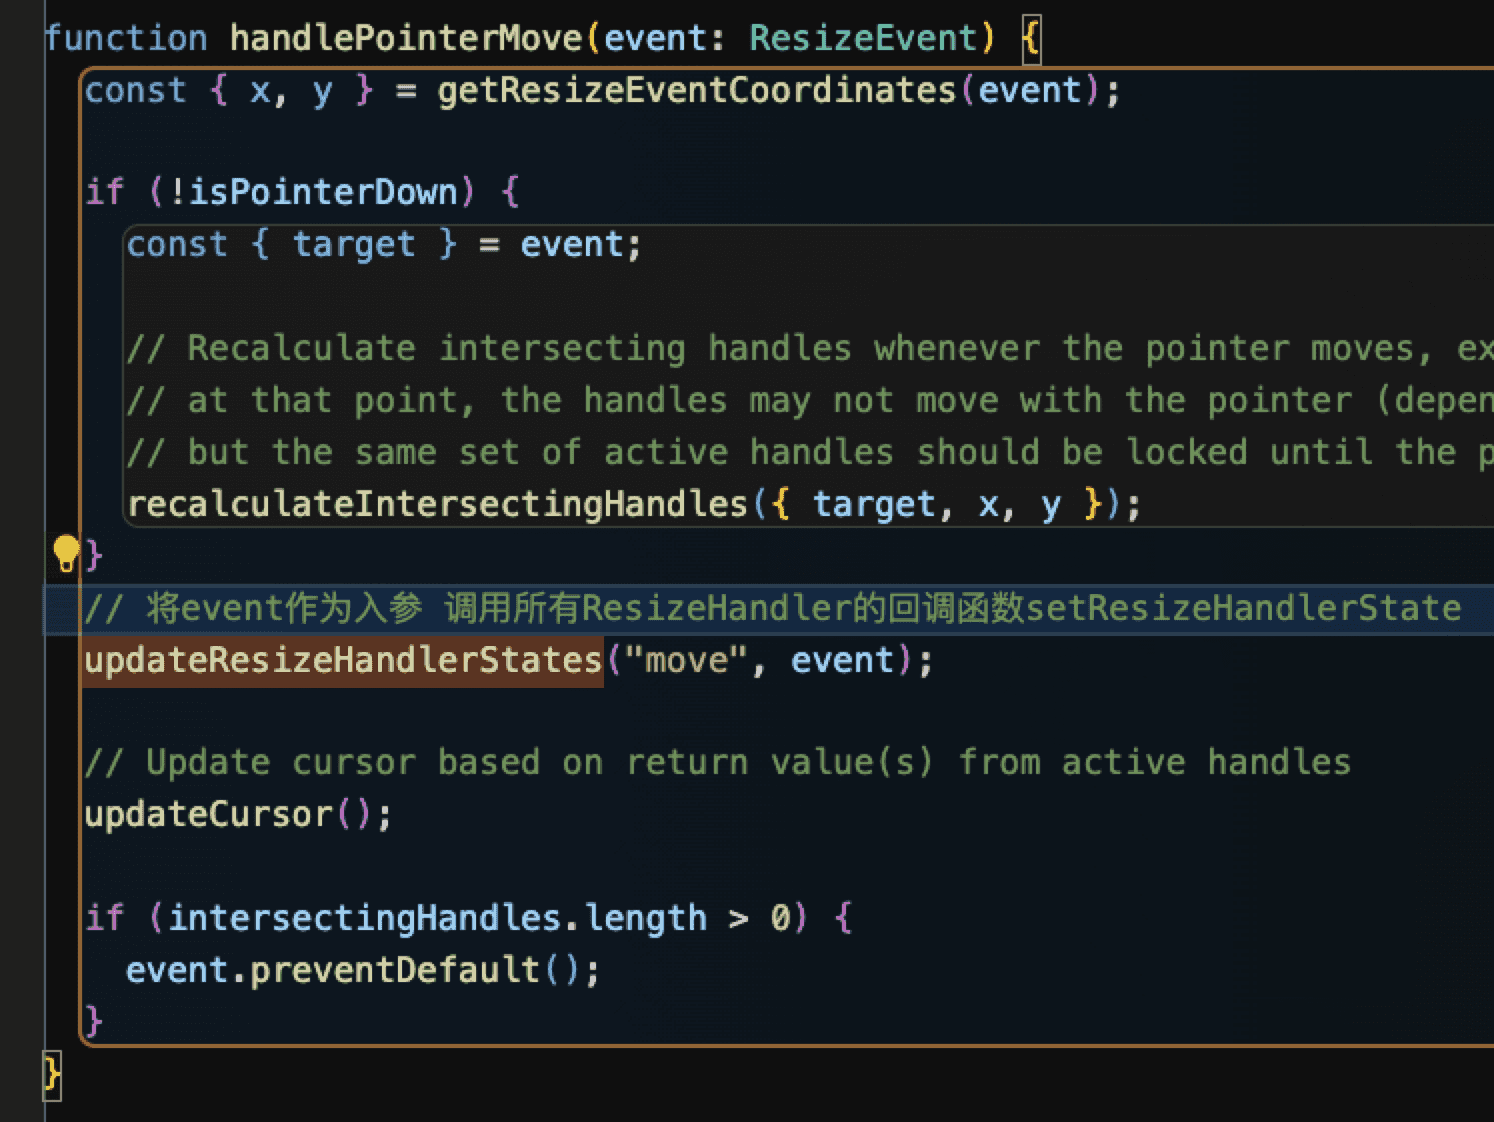 function handlePointerMove(event: ResizeEvent) {
const { x, y } = getResizeEventCoordinates(event);
if (!isPointerDown) {
const { target } = event;
// Recalculate intersecting handles whenever the pointer moves,
// at that point, the handles may not move with the pointer
// but the same set of active handles should be locked until the
recalculateIntersectingHandles({ target, x, y });
}
// 将event作为入参 调用所有ResizeHandler的回调函数setResizeHandlerState
updateResizeHandlerStates("move", event);
// Update cursor based on return value(s) from active handles
updateCursor();
if (intersectingHandles.length > 0) {
event.preventDefault();
}
}